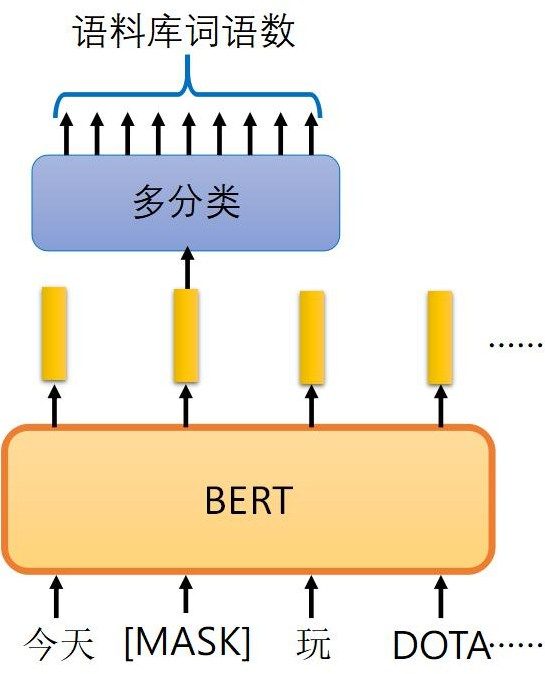 语料库词语数
多分类
......
BERT
今天 [MASK] 玩 DOTA......